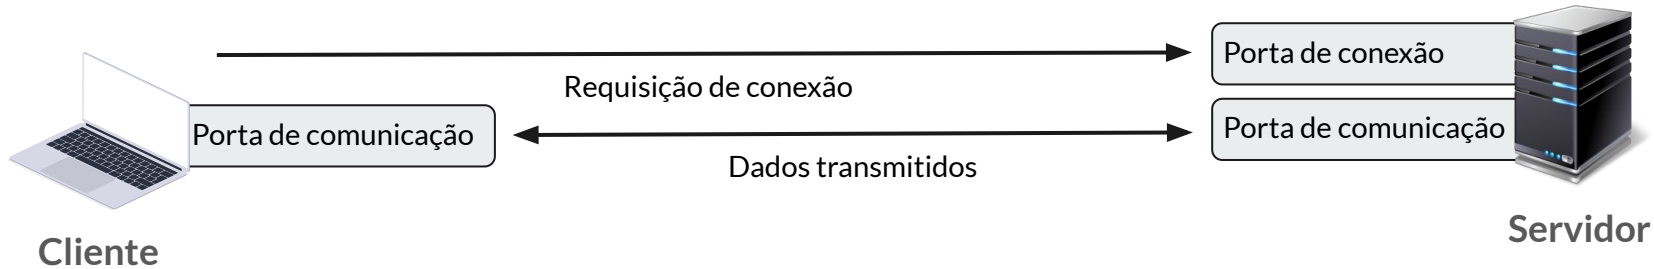 Porta de conexão
Requisição de conexão
Porta de comunicação
Porta de comunicação
Dados transmitidos
Servidor
Cliente